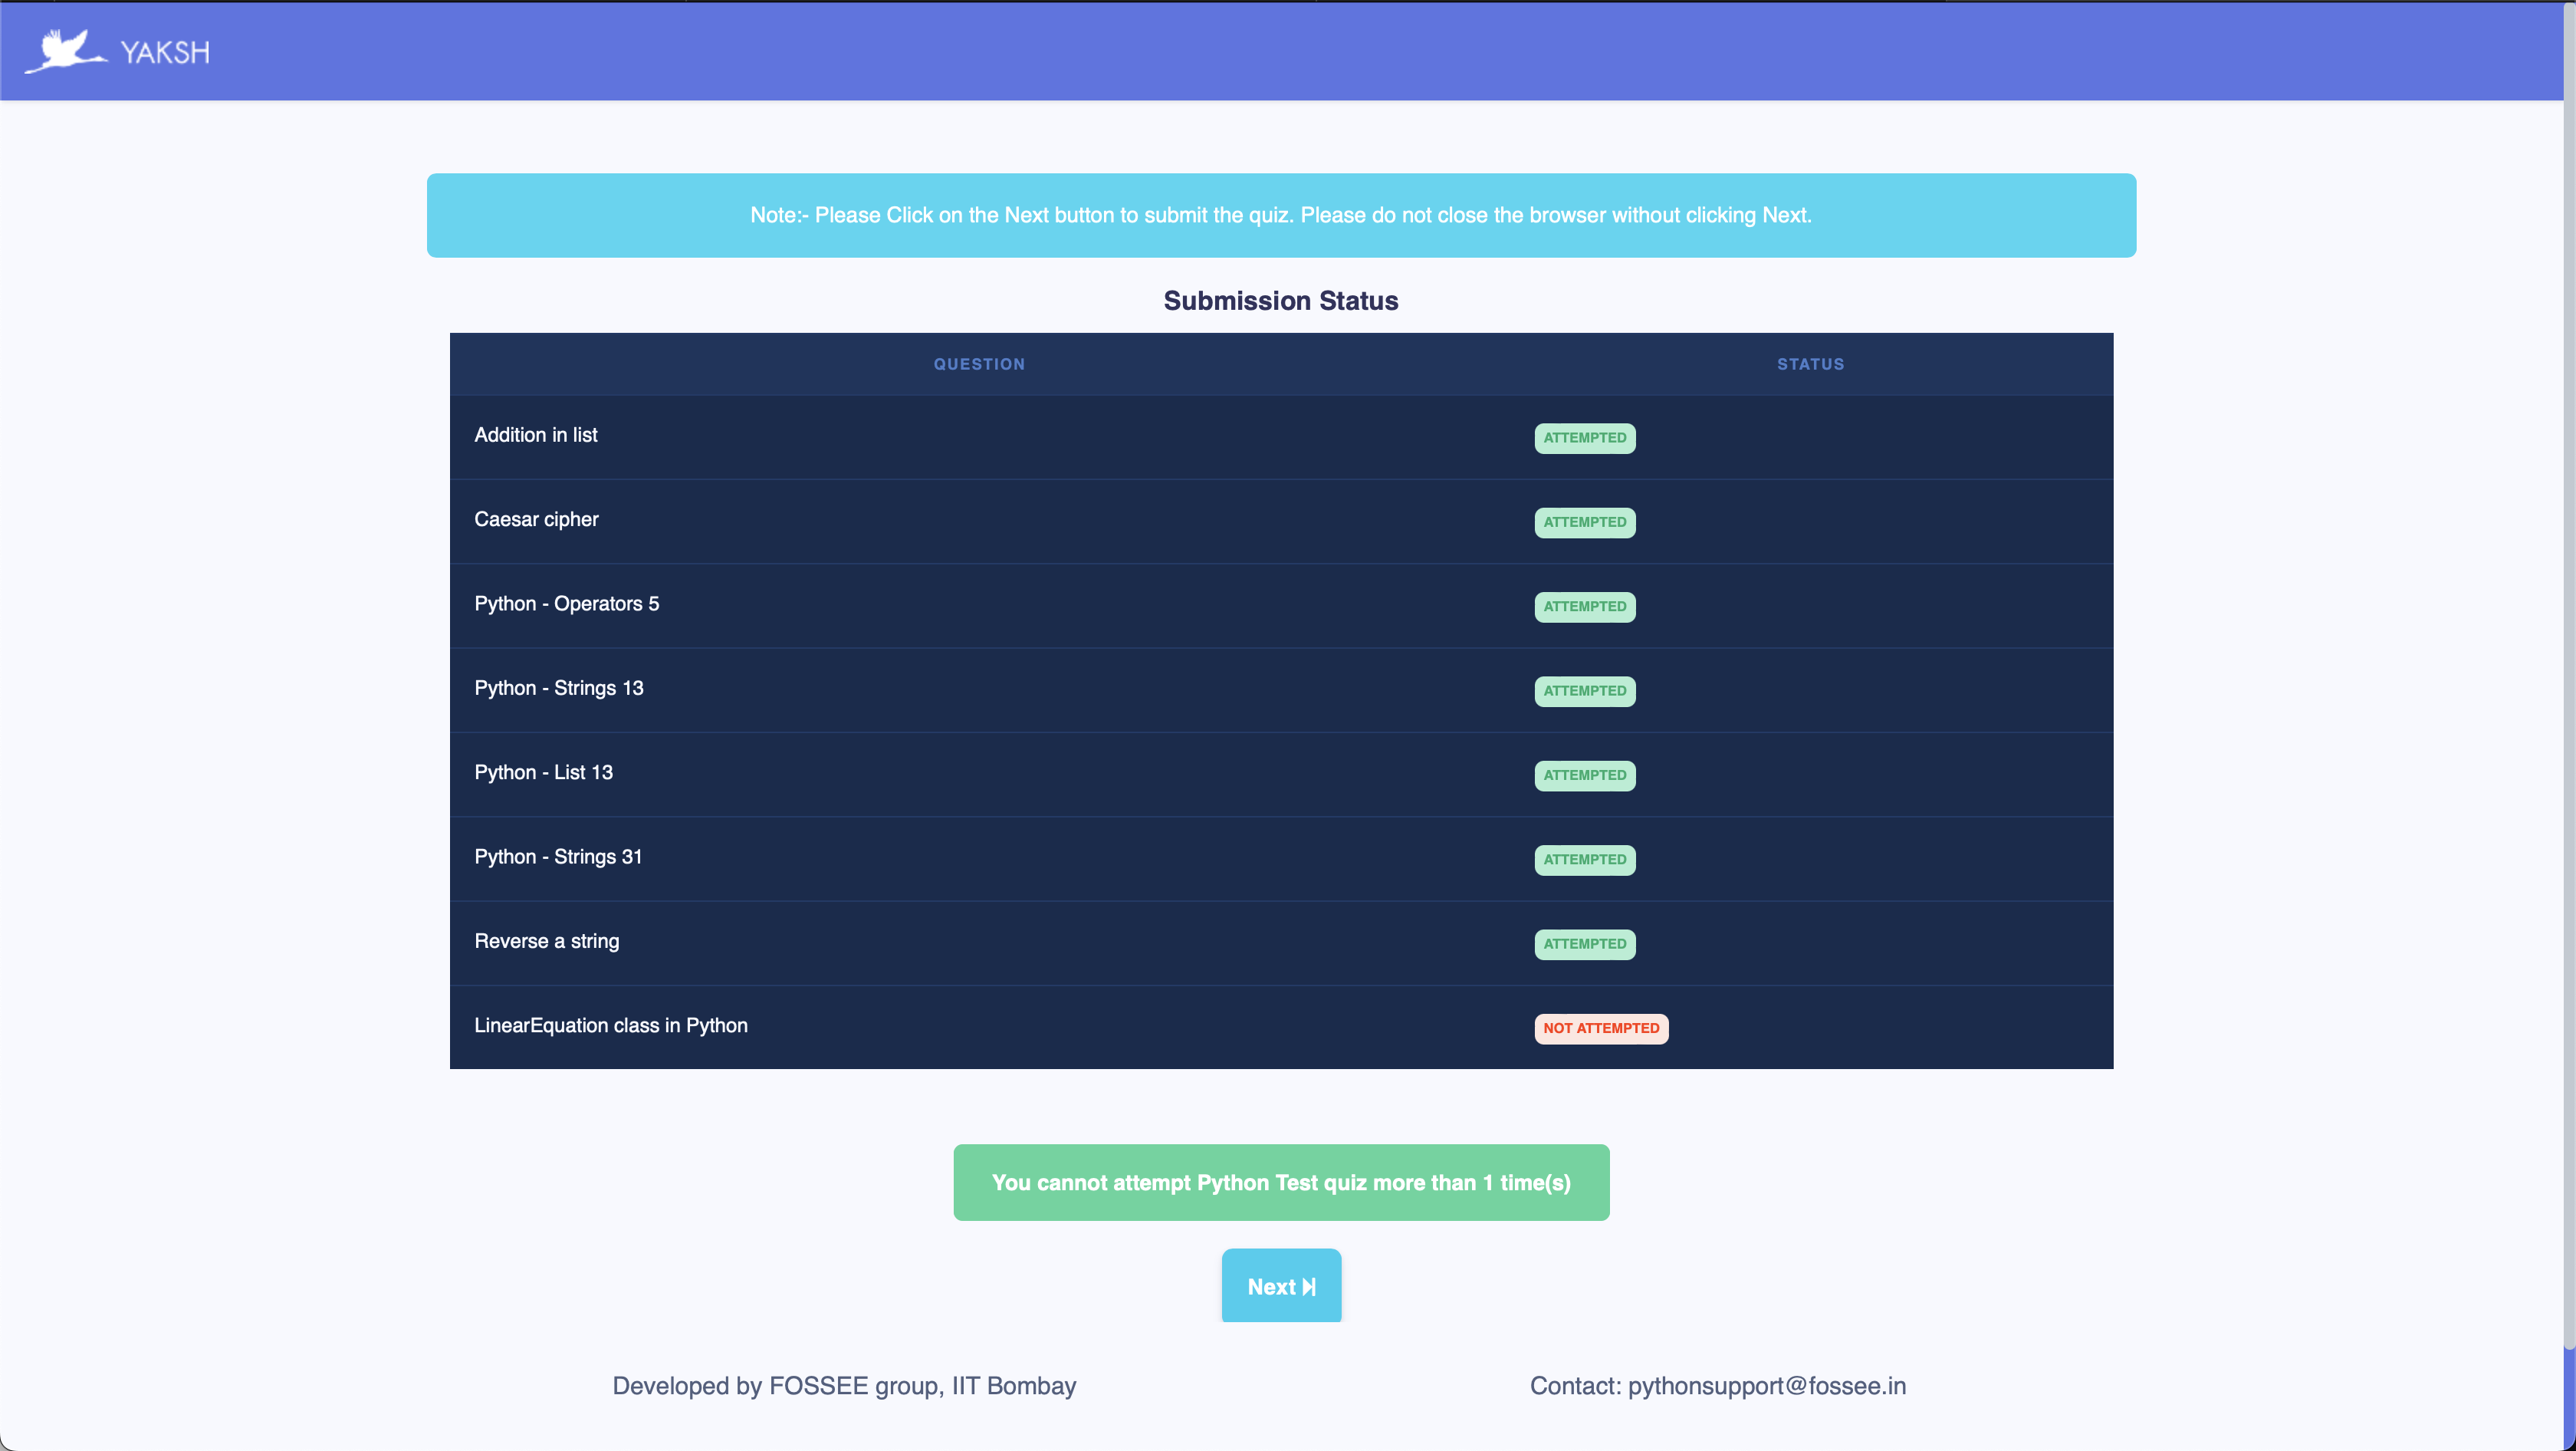 YAKSH
Note:- Please Click on the Next button to submit the quiz. Please do not close the browser without clicking Next.
Submission Status
QUESTION STATUS
Addition in list ATTEMPTED
Caesar cipher ATTEMPTED
Python - Operators 5 ATTEMPTED
Python - Strings 13 ATTEMPTED
Python - List 13 ATTEMPTED
Python - Strings 31 ATTEMPTED
Reverse a string ATTEMPTED
LinearEquation class in Python NOT ATTEMPTED
You cannot attempt Python Test quiz more than 1 time(s)
Next
Developed by FOSSEE group, IIT Bombay Contact: pythonsupport@fossee.in